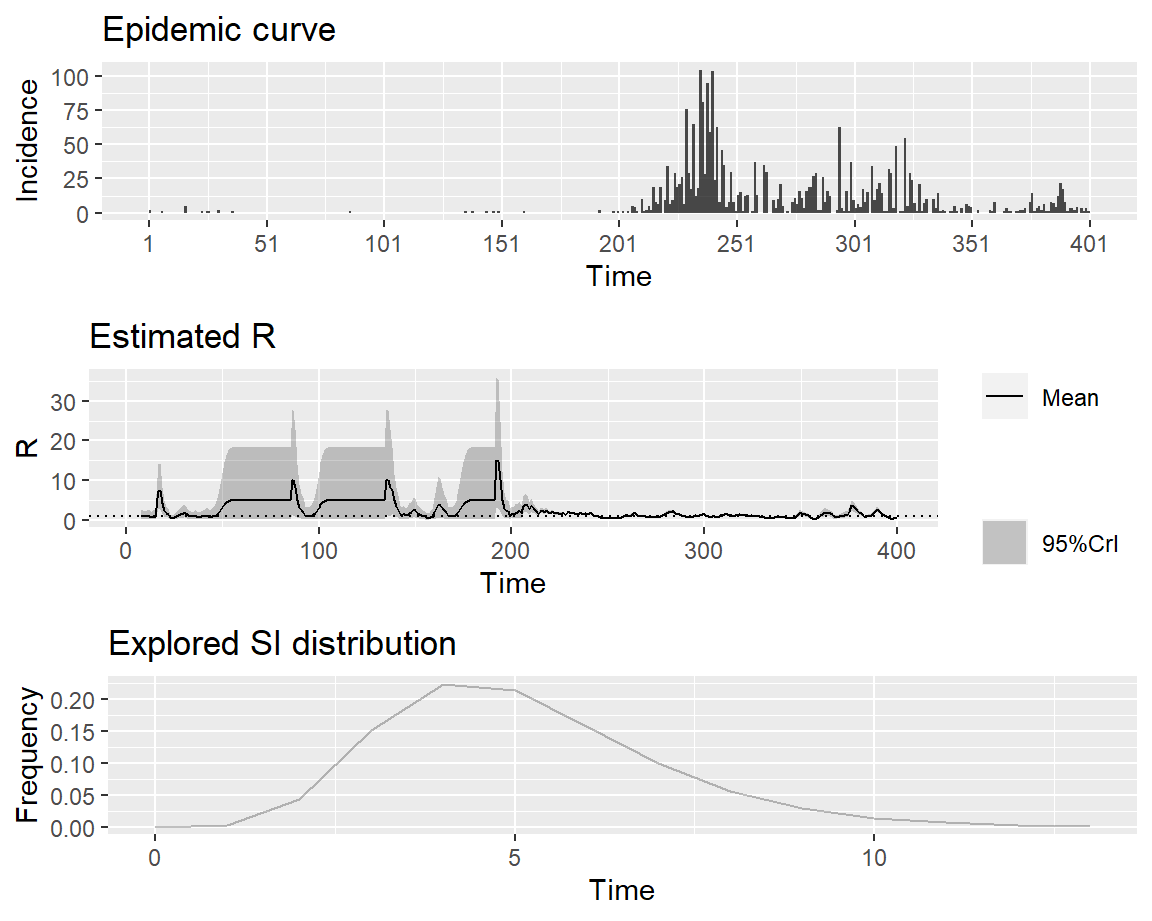 Epidemic curve
Incidence
100
75
50
25
0
1 51 101 151 201 251 301 351 401
Time
Estimated R
R
30
20
10
0
0 100 200 300 400
Time
Mean
95%CrI
Explored SI distribution
Frequency
0.20
0.15
0.10
0.05
0.00
0 5 10
Time